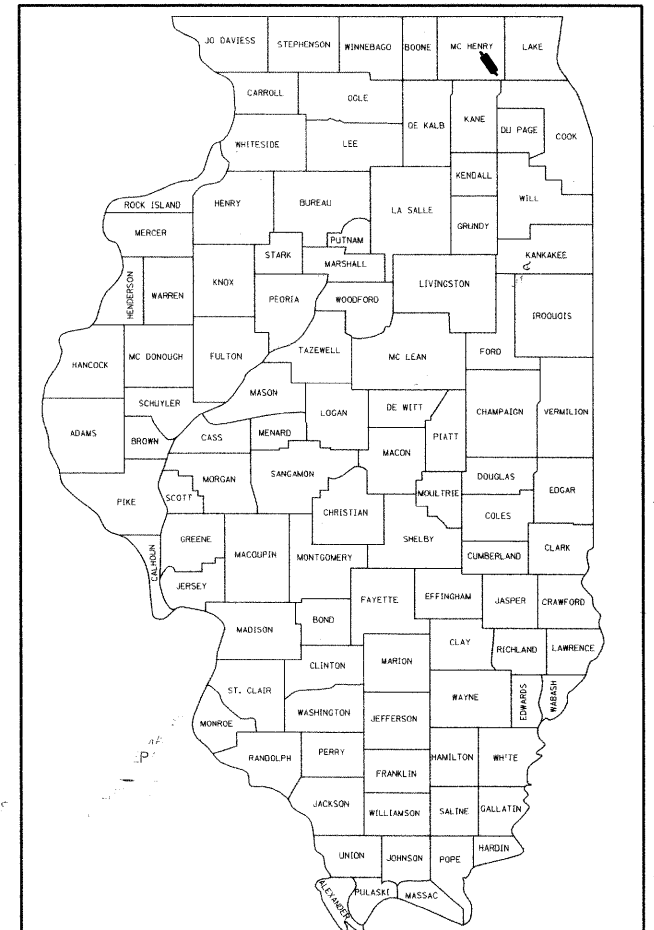 JO DAVIESS
STEPHENSON
WINNEBAGO
BOONE
MC HENRY
LAKE
CARROLL
OGLE
DE KALB
KANE
DU PAGE
COOK
WHITESIDE
LEE
KENDALL
WILL
ROCK ISLAND
HENRY
BUREAU
LA SALLE
GRUNDY
MERCER
PUTNAM
STARK
MARSHALL
KANKAKEE
HENDERSON
WARREN
KNOX
PEORIA
WOODFORD
LIVINGSTON
IROQUOIS
HANCOCK
MC DONOUGH
FULTON
TAZEWELL
MC LEAN
FORD
MASON
SCHUYLER
LOGAN
DE WITT
CHAMPAIGN
VERMILION
ADAMS
BROWN
CASS
MENARD
PIATT
MACON
SANGAMON
MORGAN
DOUGLAS
EDGAR
PIKE
SCOTT
MOULTRIE
CHRISTIAN
COLES
GREENE
MACOUPIN
MONTGOMERY
SHELBY
CUMBERLAND
CLARK
CALHOUN
JERSEY
FAYETTE
EFFINGHAM
JASPER
CRAWFORD
BOND
MADISON
CLAY
RICHLAND
LAWRENCE
CLINTON
MARION
ST. CLAIR
WAYNE
EDWARDS
WABASH
WASHINGTON
JEFFERSON
MONROE
RANDOLPH
PERRY
HAMILTON
WHITE
FRANKLIN
JACKSON
WILLIAMSON
SALINE
GALLATIN
UNION
JOHNSON
POPE
HARDIN
ALEXANDER
PULASKI
MASSAC